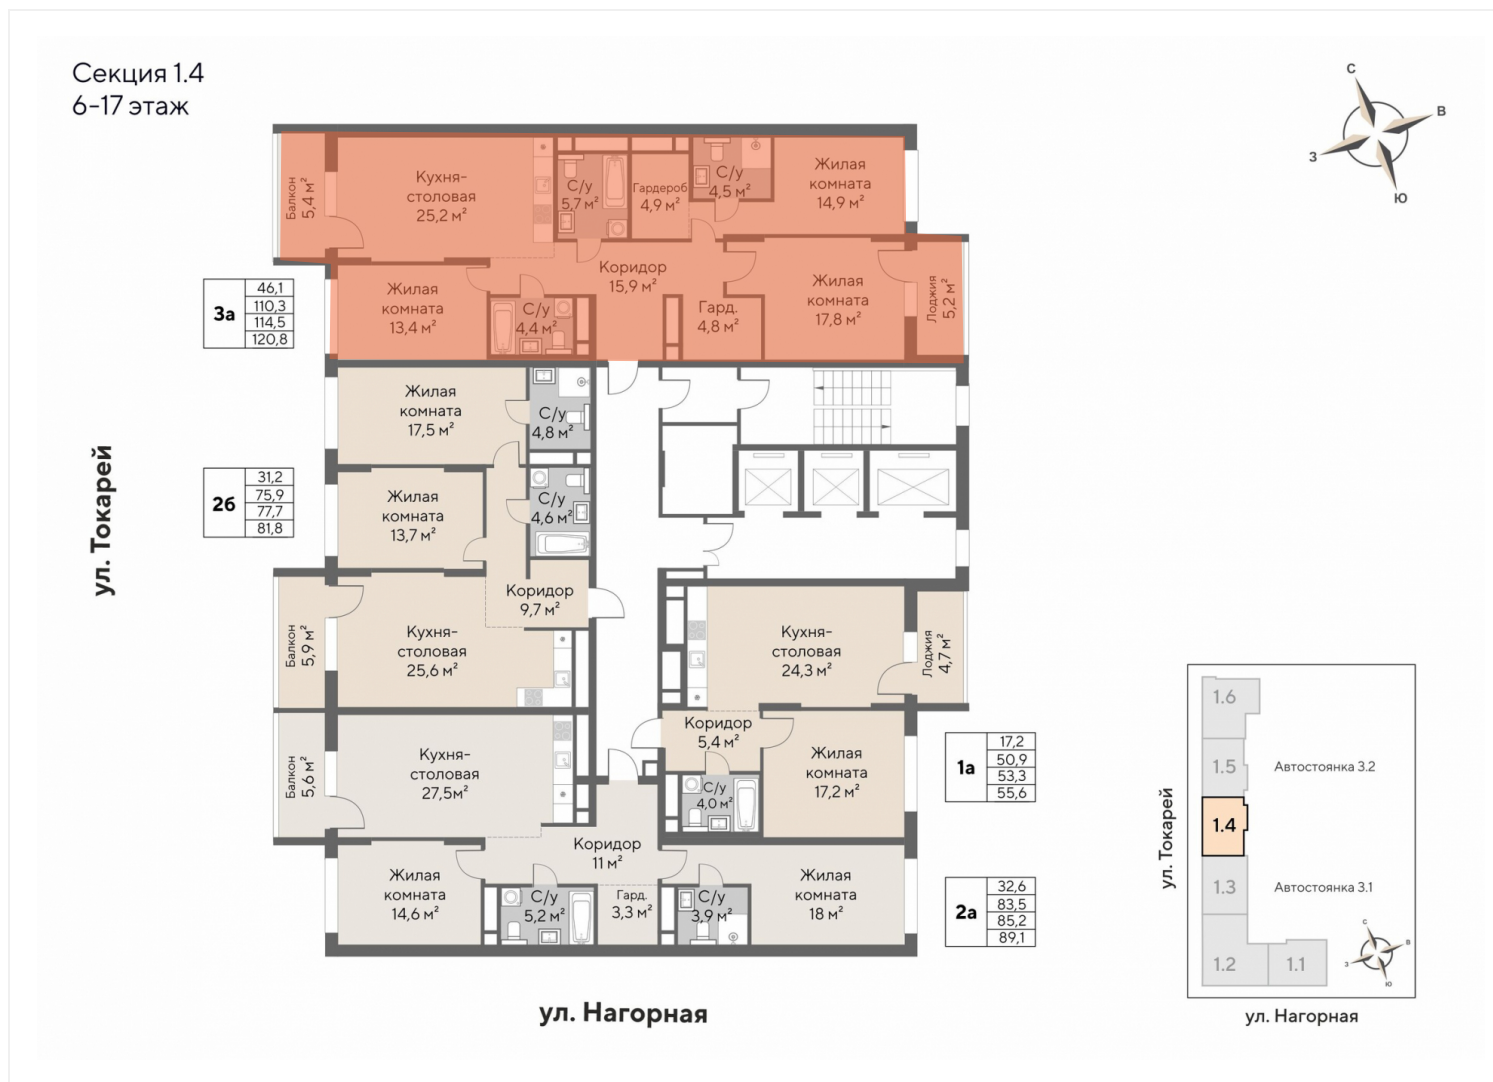 Секция 1.4
6-17 этаж
С
В
З
Ю
Балкон
5,4 м²
Кухня-
столовая
25,2 м²
С/у
5,7 м²
Гардероб
4,9 м²
С/у
4,5 м²
Жилая
комната
14,9 м²
Жилая
комната
13,4 м²
С/у
4,4 м²
Коридор
15,9 м²
Гард.
4,8 м²
Жилая
комната
17,8 м²
Лоджия
5,2 м²
3а
46,1
110,3
114,5
120,8
Жилая
комната
17,5 м²
С/у
4,8 м²
2б
31,2
75,9
77,7
81,8
Жилая
комната
13,7 м²
С/у
4,6 м²
Коридор
9,7 м²
Балкон
5,9 м²
Кухня-
столовая
25,6 м²
Кухня-
столовая
24,3 м²
Лоджия
4,7 м²
Коридор
5,4 м²
Жилая
комната
17,2 м²
С/у
4,0 м²
1а
17,2
50,9
53,3
55,6
Балкон
5,6 м²
Кухня-
столовая
27,5м²
Коридор
11 м²
Жилая
комната
14,6 м²
С/у
5,2 м²
Гард.
3,3 м²
С/у
3,9 м²
Жилая
комната
18 м²
2а
32,6
83,5
85,2
89,1
ул. Токарей
ул. Нагорная
1.6
1.5
Автостоянка 3.2
1.4
1.3
Автостоянка 3.1
1.2
1.1
ул. Токарей
С
В
З
Ю
ул. Нагорная